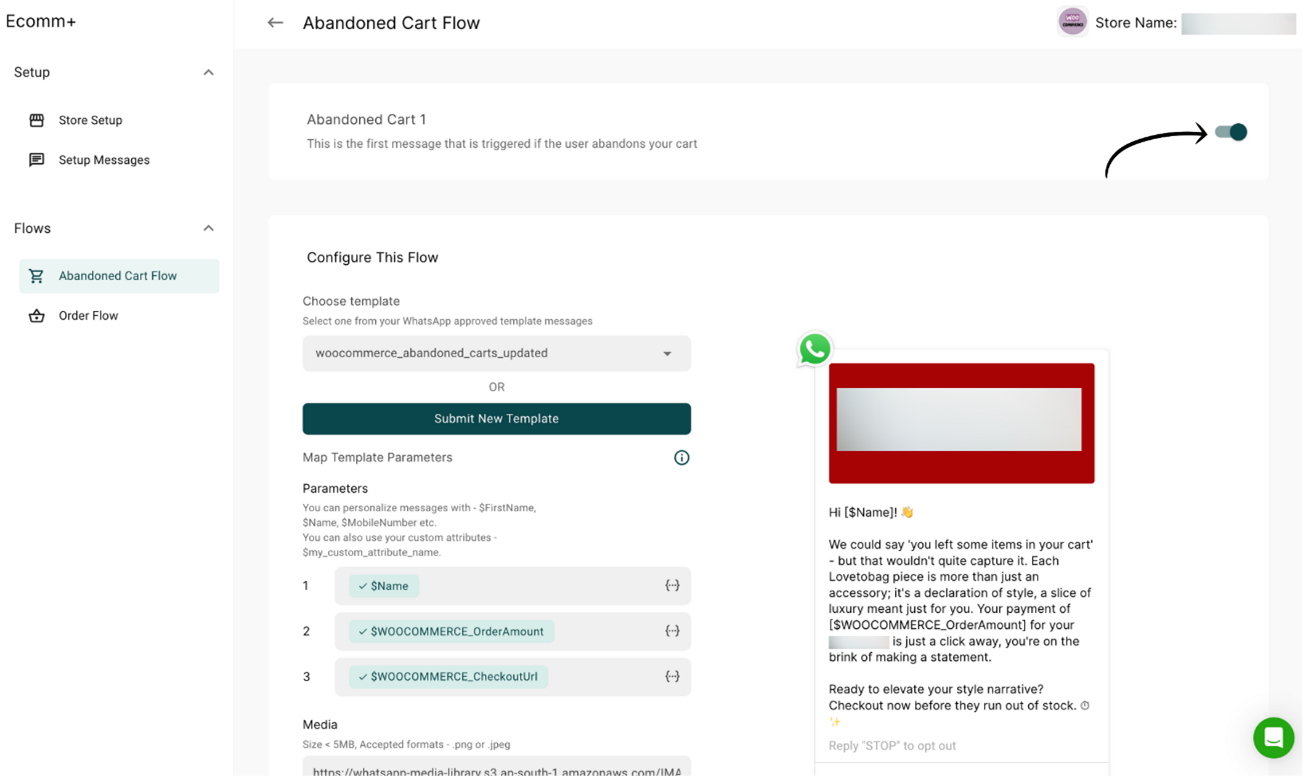 Ecomm+
Abandoned Cart Flow
WOO
COMMERCE
Store Name:
Setup
Store Setup
Setup Messages
Flows
Abandoned Cart Flow
Order Flow
Abandoned Cart 1
This is the first message that is triggered if the user abandons your cart
Configure This Flow
Choose template
Select one from your WhatsApp approved template messages
woocommerce_abandoned_carts_updated
OR
Submit New Template
Map Template Parameters
Parameters
You can personalize messages with - $FirstName,
$Name, $MobileNumber etc.
You can also use your custom attributes -
$my_custom_attribute_name.
1 $Name
2 $WOOCOMMERCE_OrderAmount
3 $WOOCOMMERCE_CheckoutUrl
Media
Size < 5MB, Accepted formats - .png or .jpeg
https://whatsapp-media-library.s3.ap-south-1.amazonaws.com/IMA
Hi [$Name]! 👋
We could say 'you left some items in your cart'
- but that wouldn't quite capture it. Each
Lovetobag piece is more than just an
accessory; it's a declaration of style, a slice of
luxury meant just for you. Your payment of
[$WOOCOMMERCE_OrderAmount] for your
is just a click away, you're on the
brink of making a statement.
Ready to elevate your style narrative?
Checkout now before they run out of stock. ⏱
✨
Reply "STOP" to opt out